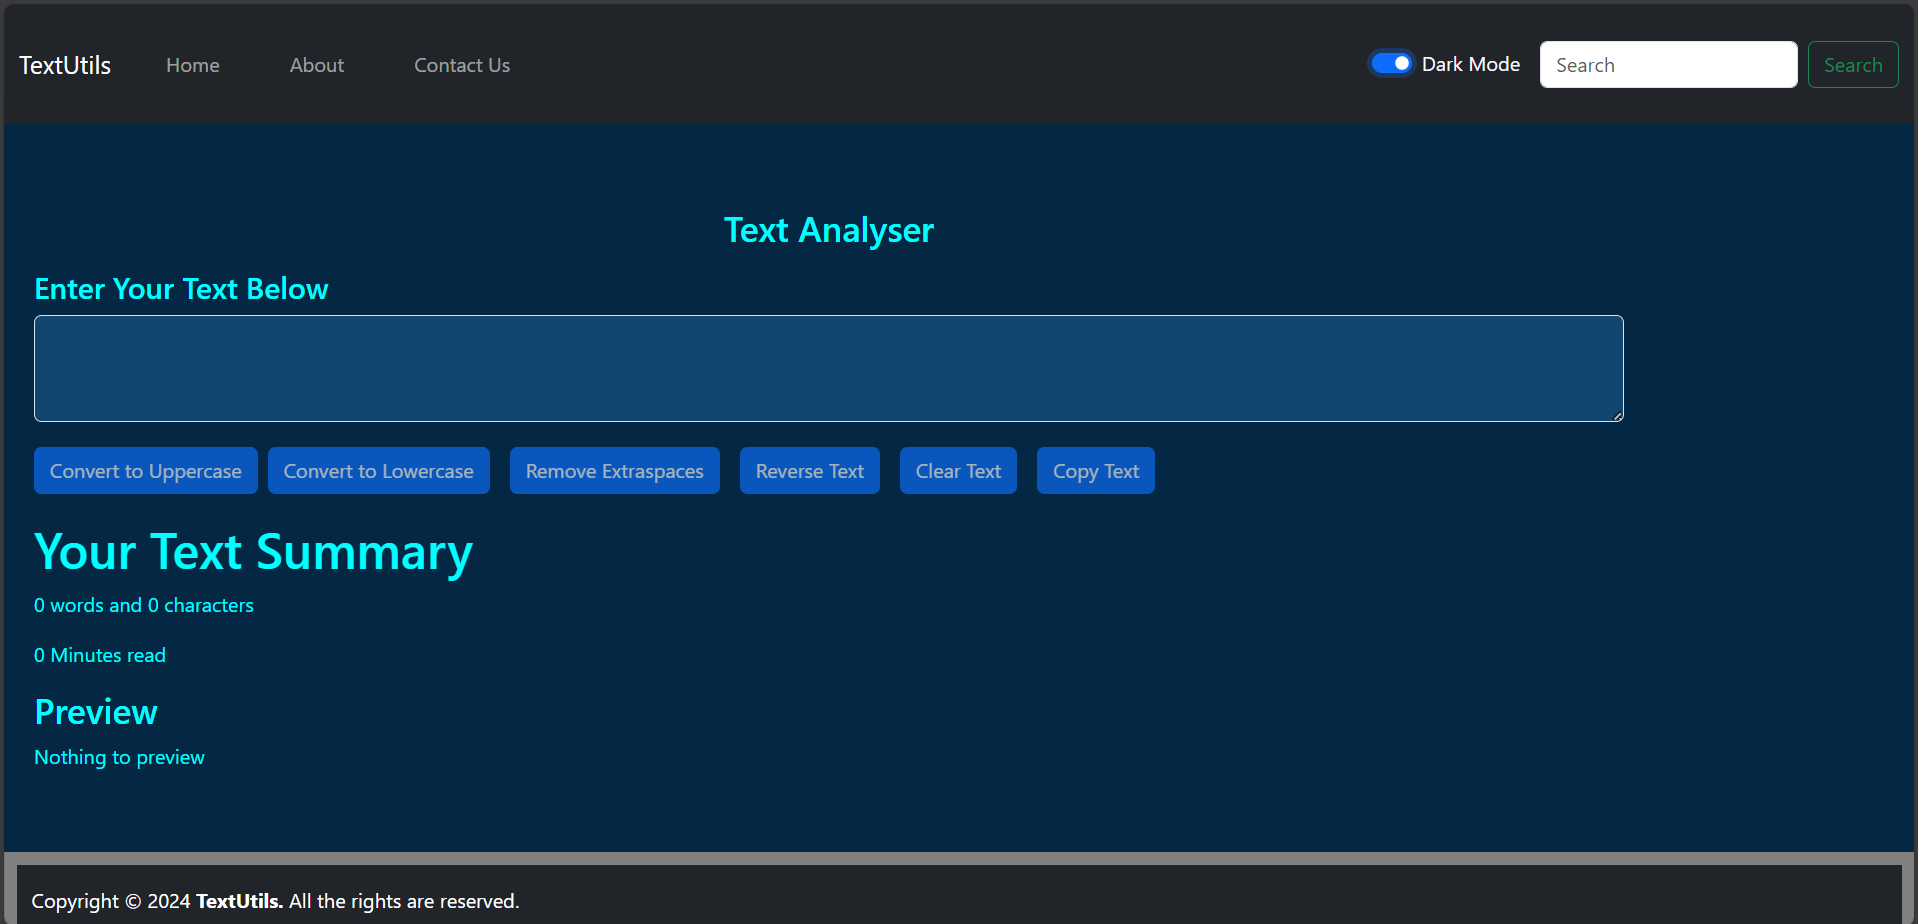 TextUtils Home About Contact Us Dark Mode Search Search
Text Analyser
Enter Your Text Below
Convert to Uppercase Convert to Lowercase Remove Extraspaces Reverse Text Clear Text Copy Text
Your Text Summary
0 words and 0 characters
0 Minutes read
Preview
Nothing to preview
Copyright © 2024 TextUtils. All the rights are reserved.